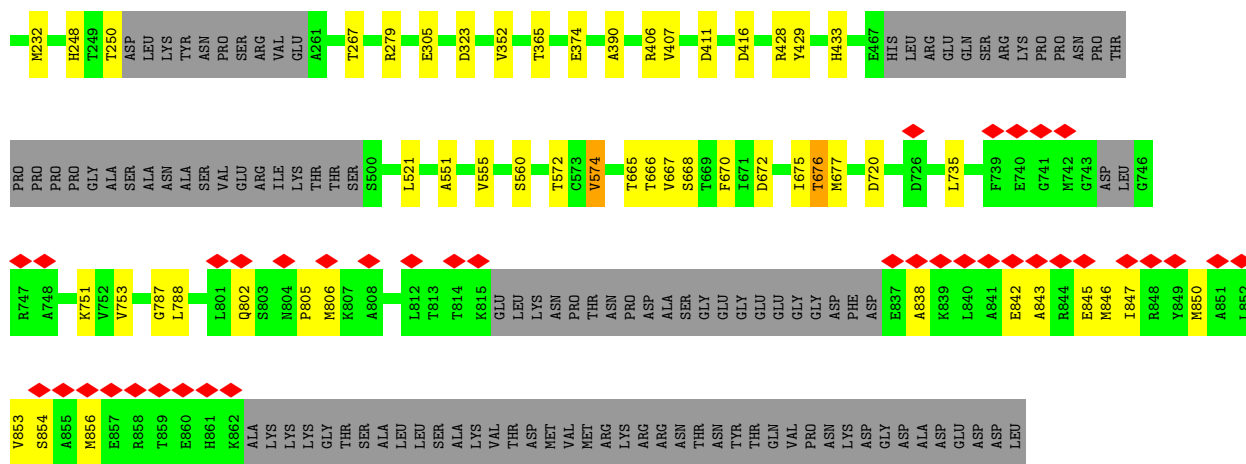 M232 H248 T249 T250 ASP LEU LYS TYR ASN PRO SER ARG VAL GLU A261 T267 R279 E305 D323 V352 T365 E374 A390 R406 V407 D411 D416 R428 Y429 H433 E467 HIS LEU ARG GLU GLN SER ARG LYS PRO PRO ASN PRO THR
PRO PRO PRO PRO GLY ALA SER ALA ASN ALA SER VAL GLU ARG ILE LYS THR THR SER S500 L521 A551 V555 S560 T572 C573 V574 T665 T666 V667 S668 T669 F670 I671 D672 I675 T676 M677 D720 D726 L735 F739 E740 G741 M742 G743 ASP LEU G746
R747 A748 K751 V752 V753 G787 L788 L801 Q802 S803 N804 P805 M806 K807 A808 L812 T813 T814 K815 GLU LEU LYS ASN PRO THR ASN PRO ASP ALA SER GLY GLU GLY GLU GLU GLY GLY ASP PHE ASP E837 A838 K839 L840 A841 E842 A843 R844 E845 M846 I847 R848 Y849 M850 A851 L852
V853 S854 A855 M856 E857 R858 T859 E860 H861 K862 ALA LYS LYS LYS GLY THR SER ALA LEU LEU SER ALA LYS VAL THR ASP MET VAL MET ARG LYS ARG ARG ASN THR ASN TYR THR GLN VAL PRO ASN LYS ASP GLY ASP ALA ASP GLU ASP ASP LEU